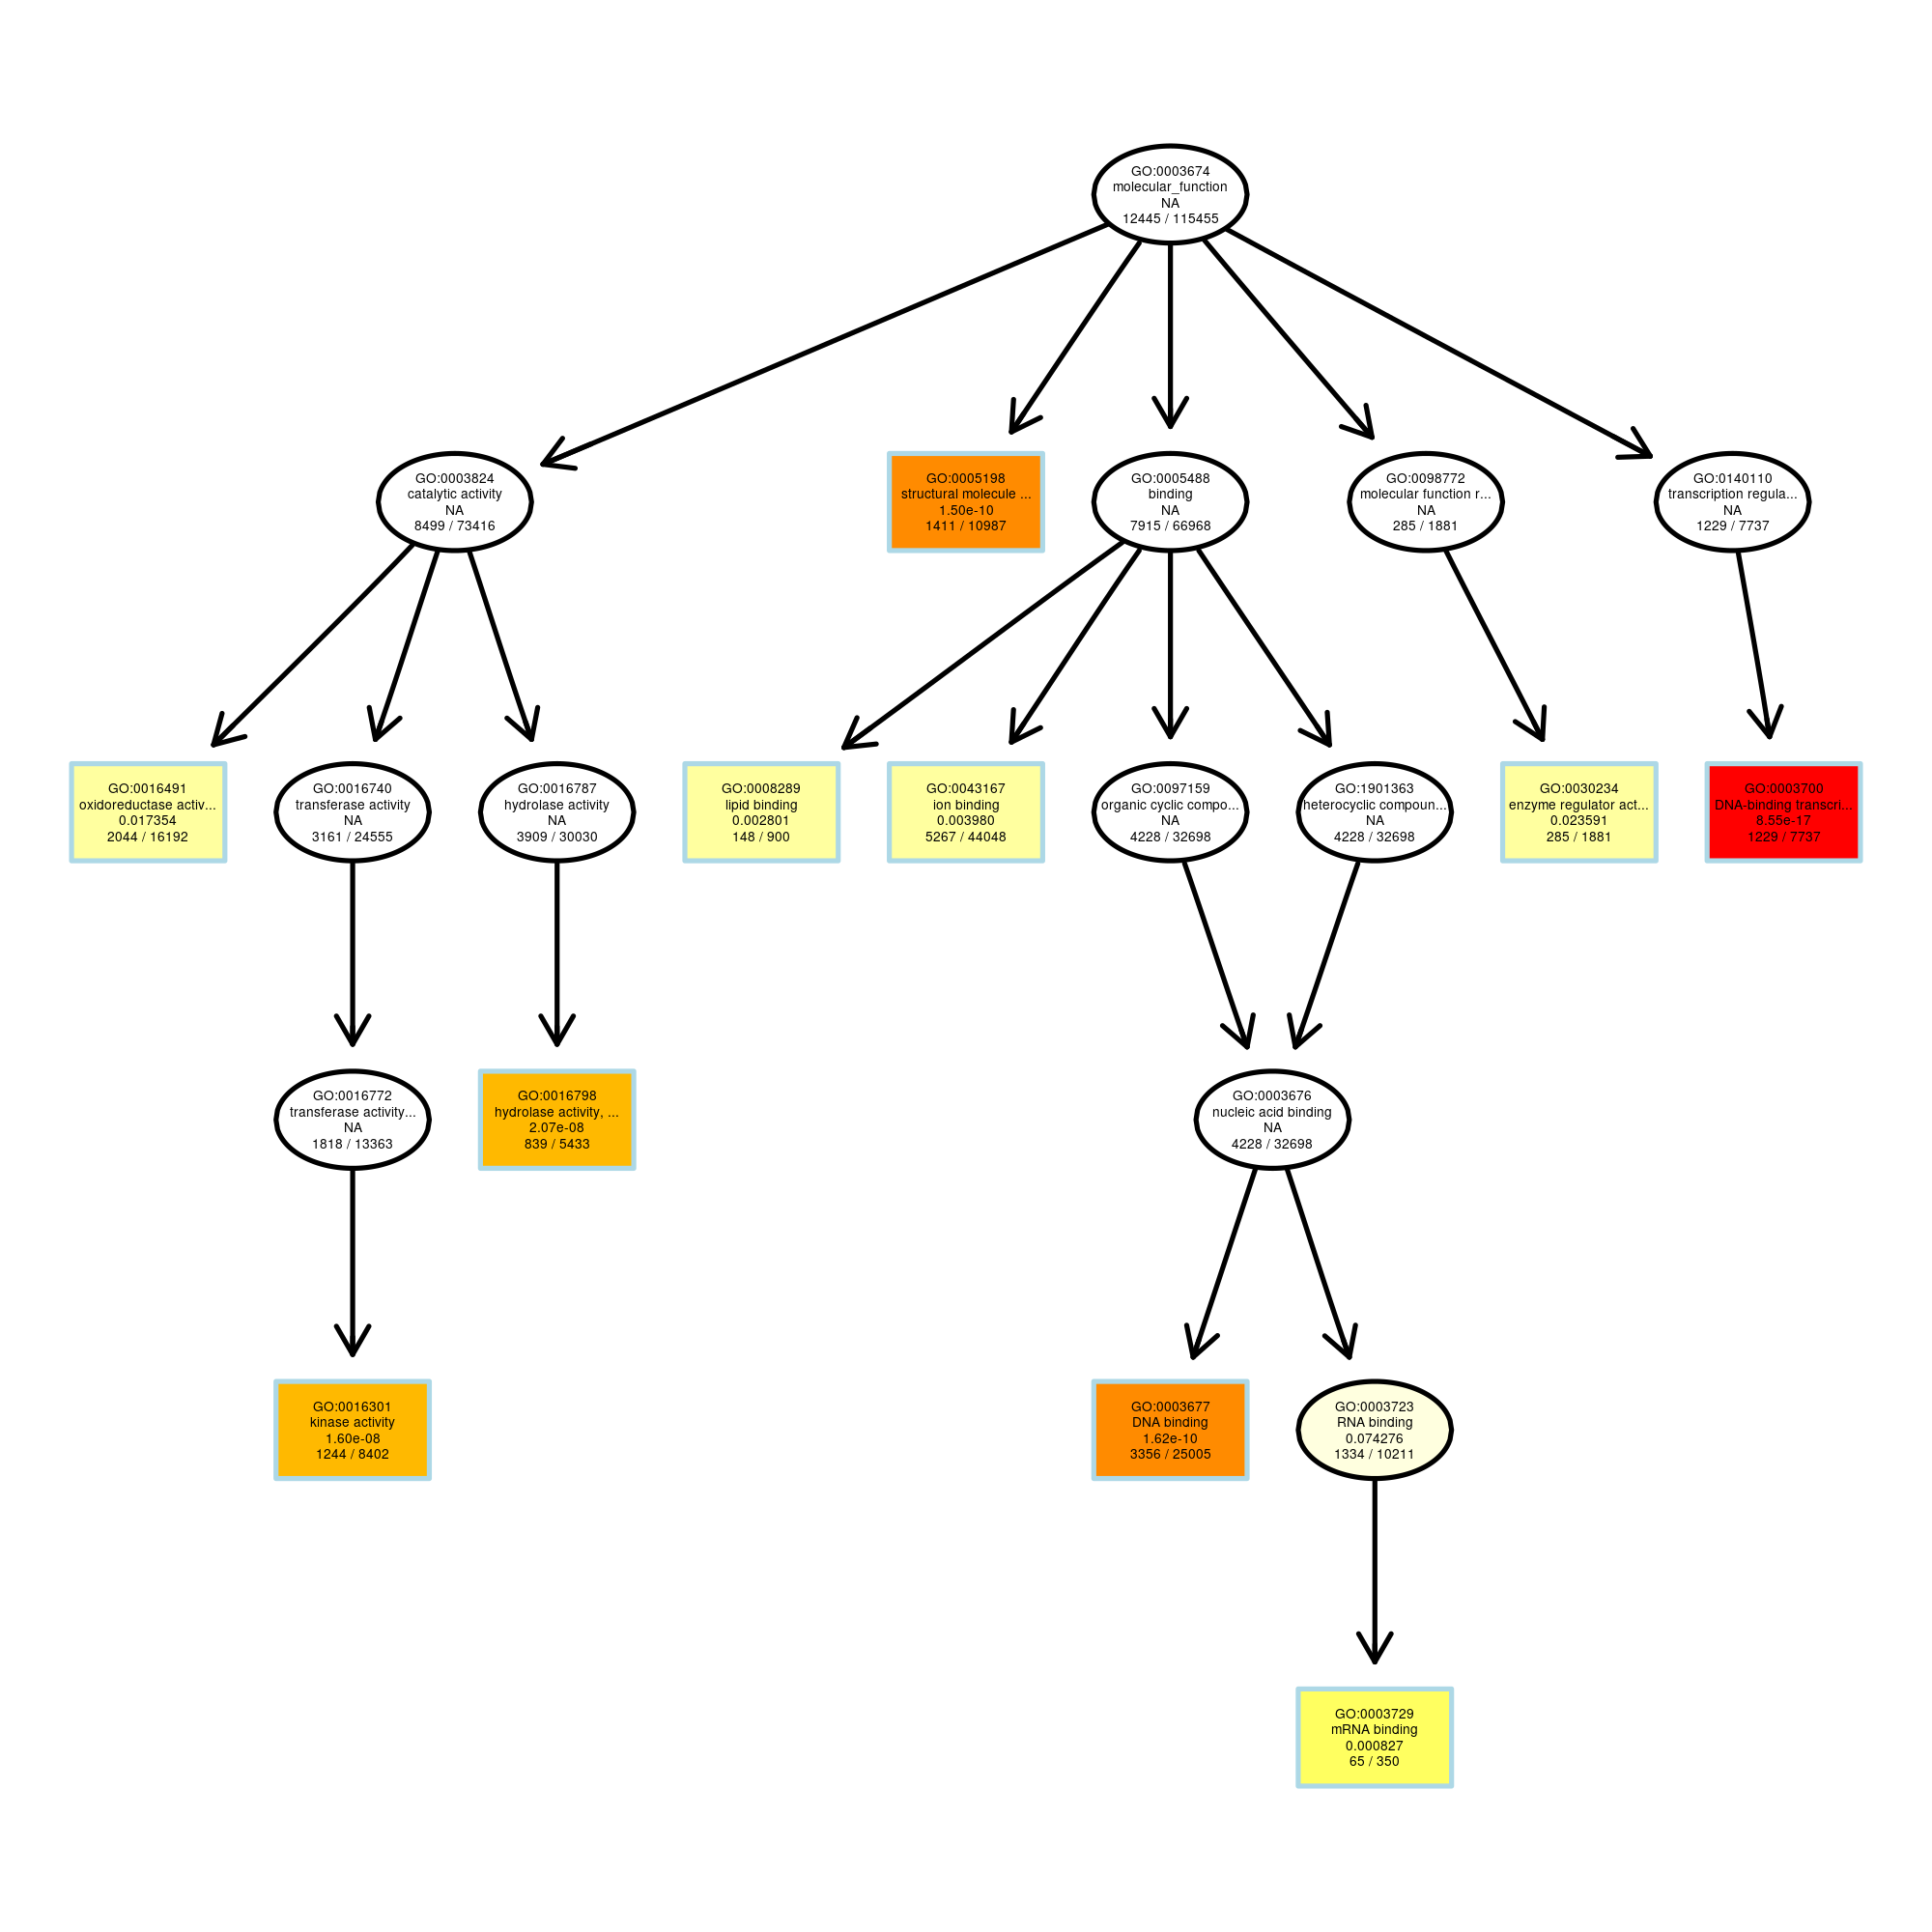 GO:0003674
molecular_function
NA
12445 / 115455
GO:0003824
catalytic activity
NA
8499 / 73416
GO:0005198
structural molecule ...
1.50e-10
1411 / 10987
GO:0005488
binding
NA
7915 / 66968
GO:0098772
molecular function r...
NA
285 / 1881
GO:0140110
transcription regula...
NA
1229 / 7737
GO:0016491
oxidoreductase activ...
0.017354
2044 / 16192
GO:0016740
transferase activity
NA
3161 / 24555
GO:0016787
hydrolase activity
NA
3909 / 30030
GO:0008289
lipid binding
0.002801
148 / 900
GO:0043167
ion binding
0.003980
5267 / 44048
GO:0097159
organic cyclic compo...
NA
4228 / 32698
GO:1901363
heterocyclic compoun...
NA
4228 / 32698
GO:0030234
enzyme regulator act...
0.023591
285 / 1881
GO:0003700
DNA-binding transcri...
8.55e-17
1229 / 7737
GO:0016772
transferase activity...
NA
1818 / 13363
GO:0016798
hydrolase activity, ...
2.07e-08
839 / 5433
GO:0003676
nucleic acid binding
NA
4228 / 32698
GO:0016301
kinase activity
1.60e-08
1244 / 8402
GO:0003677
DNA binding
1.62e-10
3356 / 25005
GO:0003723
RNA binding
0.074276
1334 / 10211
GO:0003729
mRNA binding
0.000827
65 / 350